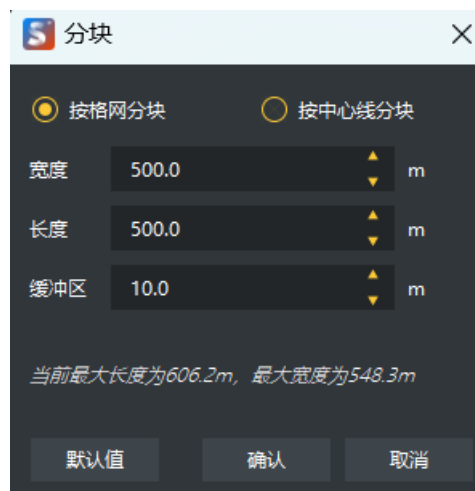 分块
按格网分块 按中心线分块
宽度 500.0 m
长度 500.0 m
缓冲区 10.0 m
当前最大长度为606.2m，最大宽度为548.3m
默认值 确认 取消